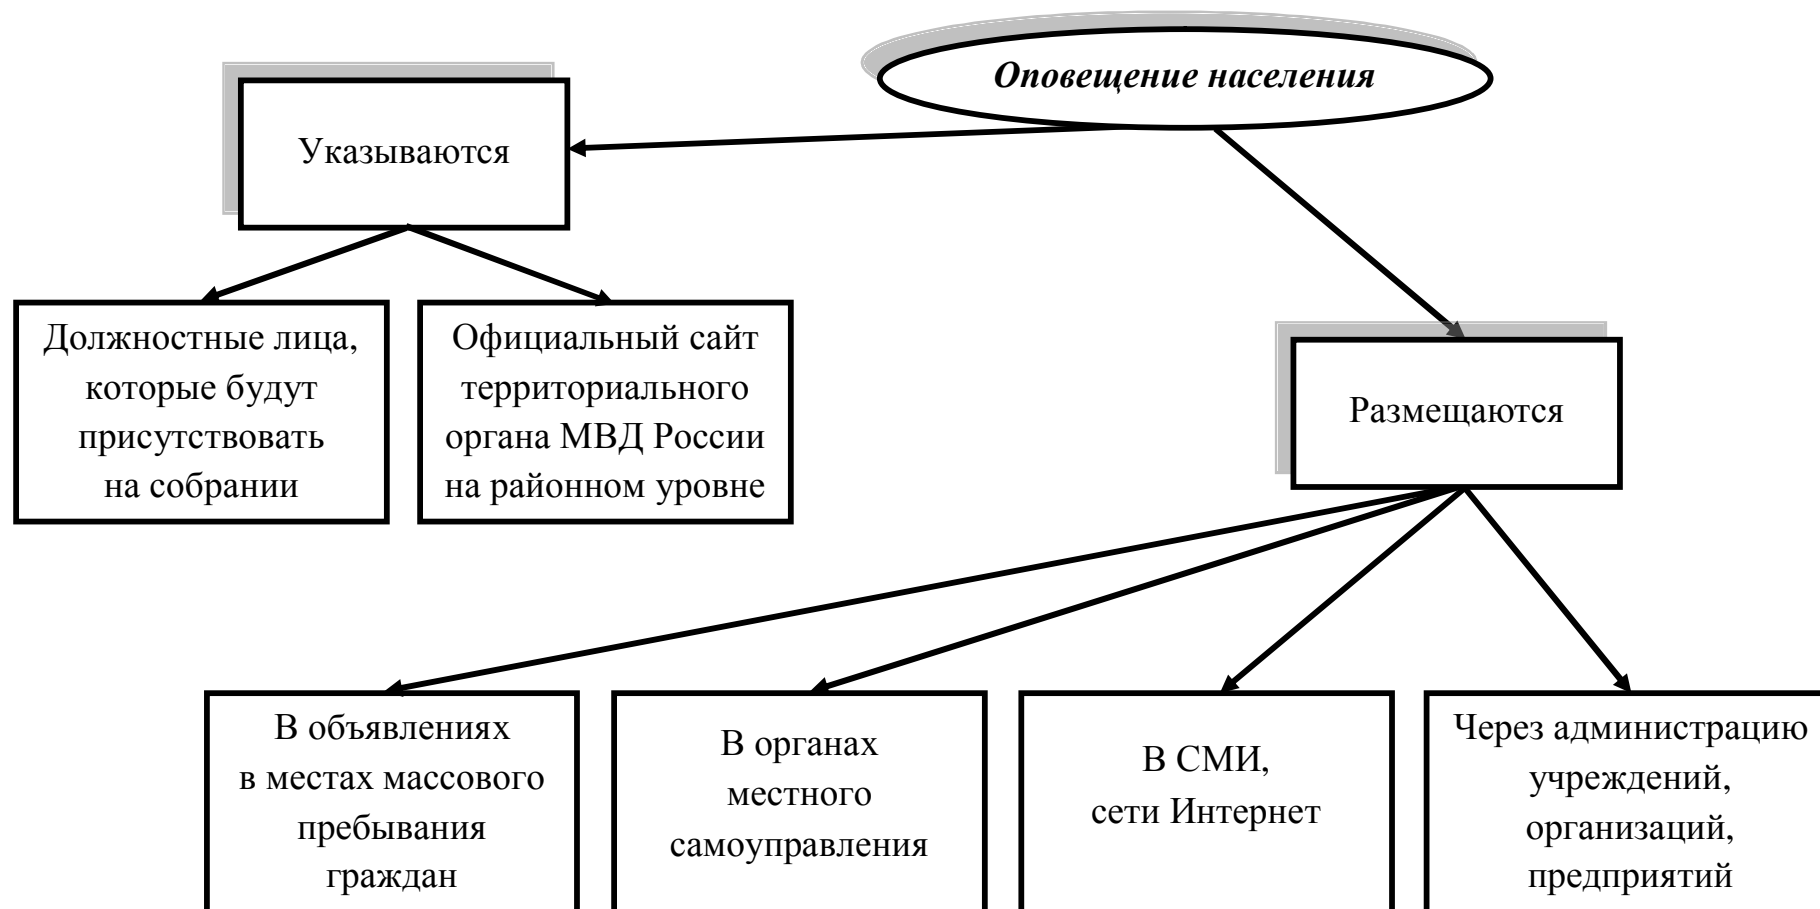 Оповещение населения
Указываются
Должностные лица,
которые будут
присутствовать
на собрании
Официальный сайт
территориального
органа МВД России
на районном уровне
Размещаются
В объявлениях
в местах массового
пребывания
граждан
В органах
местного
самоуправления
В СМИ,
сети Интернет
Через администрацию
учреждений,
организаций,
предприятий